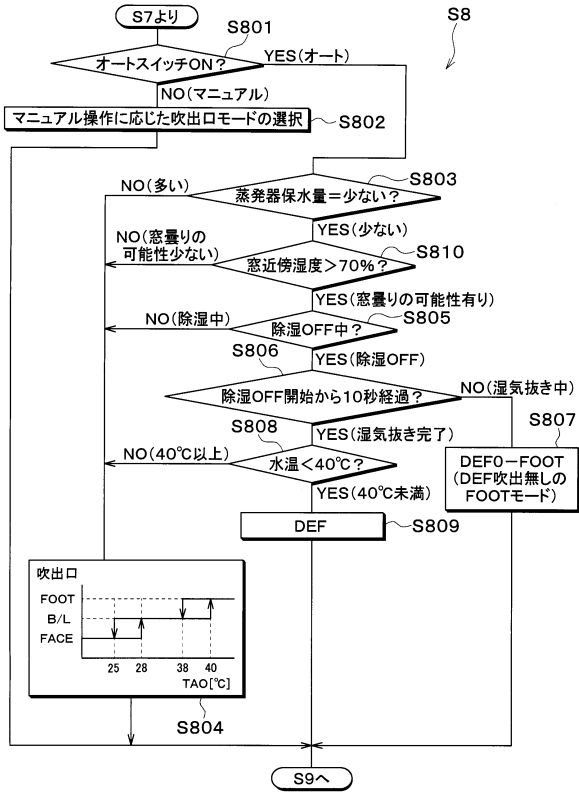 S7より
S8
S801
オートスイッチON？
YES(オート)
NO(マニュアル)
マニュアル操作に応じた吹出口モードの選択
S802
S803
NO(多い)
蒸発器保水量＝少ない？
YES(少ない)
NO(窓曇りの
可能性少ない)
S810
窓近傍湿度＞70%？
YES(窓曇りの可能性有り)
S805
NO(除湿中)
除湿OFF中？
S806
YES(除湿OFF)
除湿OFF開始から10秒経過？
NO(湿気抜き中)
S807
S808
YES(湿気抜き完了)
NO(40℃以上)
水温＜40℃？
DEF0－FOOT
(DEF吹出無しの
FOOTモード)
YES(40℃未満)
DEF
S809
吹出口
FOOT
B/L
FACE
25 28 38 40
TAO[℃]
S804
S9へ